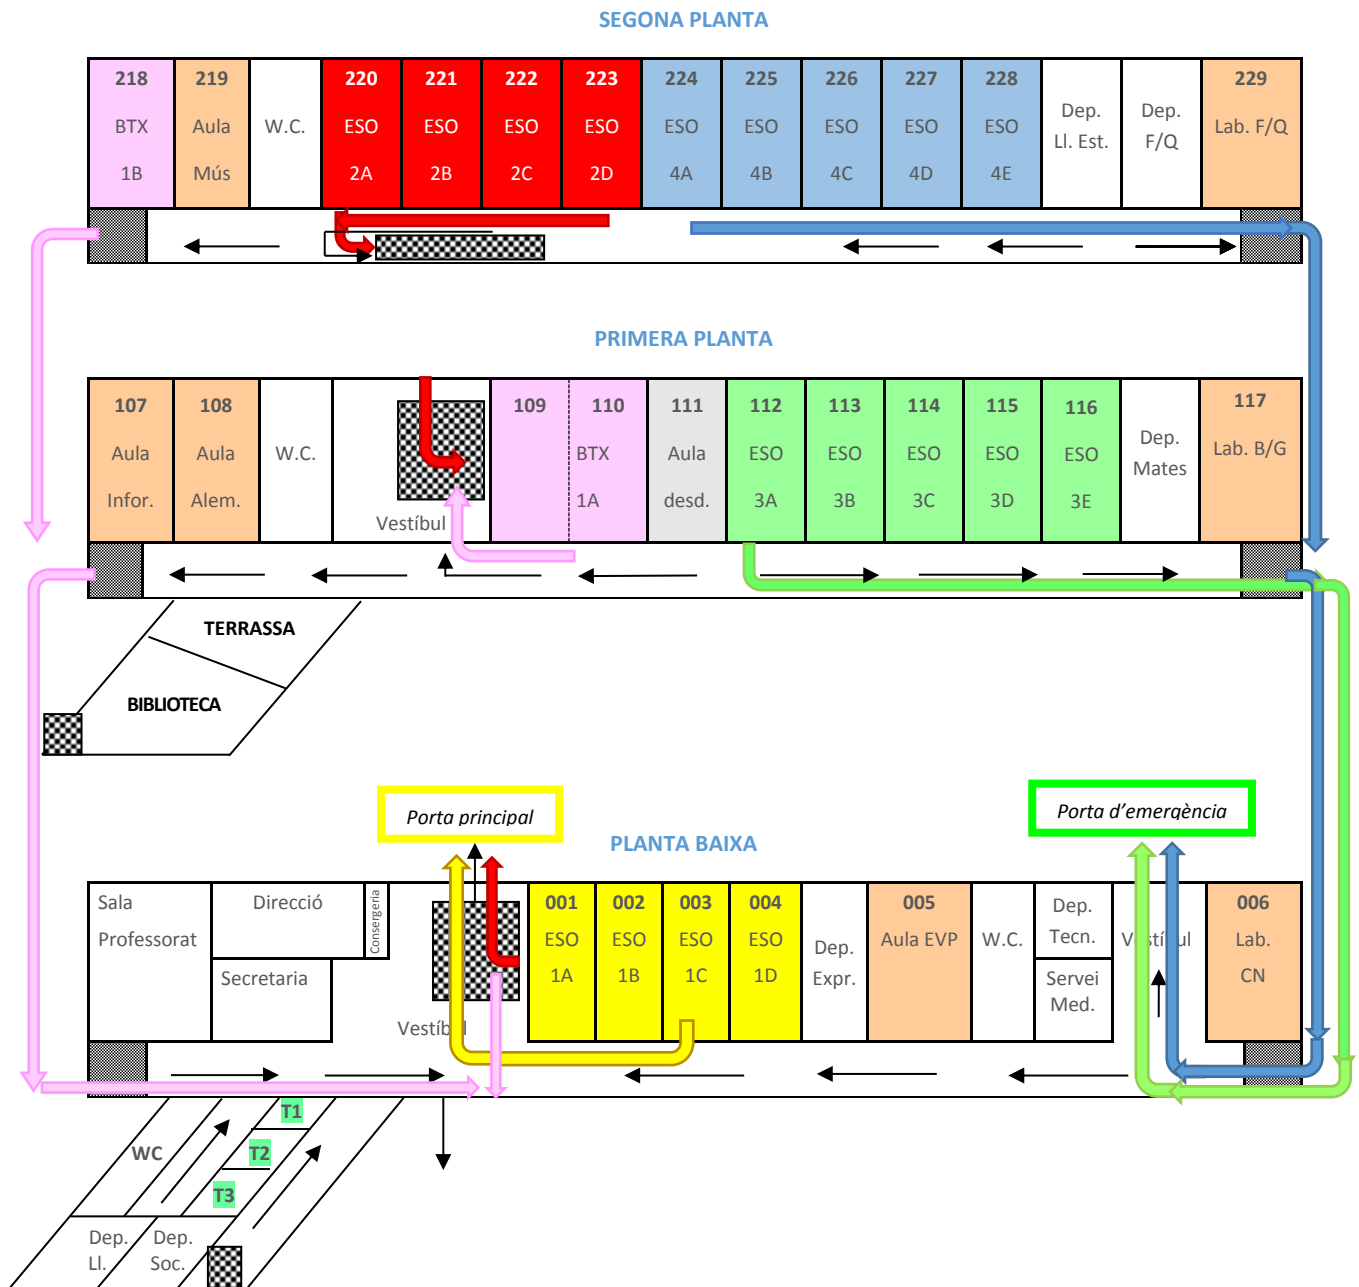 SEGONA PLANTA
218 219 220 221 222 223 224 225 226 227 228 229
BTX Aula W.C. ESO ESO ESO ESO ESO ESO ESO ESO ESO Dep. Dep. Lab. F/Q
Ll. Est. F/Q
1B Mús 2A 2B 2C 2D 4A 4B 4C 4D 4E
PRIMERA PLANTA
107 108 109 110 111 112 113 114 115 116 117
Aula Aula W.C. BTX Aula ESO ESO ESO ESO ESO Dep. Lab. B/G
Mates
Infor. Alem. 1A desd. 3A 3B 3C 3D 3E
Vestíbul
TERRASSA
BIBLIOTECA
Porta principal
Porta d'emergència
PLANTA BAIXA
Sala Direcció Consergeria 001 002 003 004 005 Dep. 006
Professorat ESO ESO ESO ESO Dep. Aula EVP W.C. Tecn. Vestíbul Lab.
Secretaria 1A 1B 1C 1D Expr. Servei CN
Med.
Vestíbul
T1
WC T2
T3
Dep. Dep.
Ll. Soc.